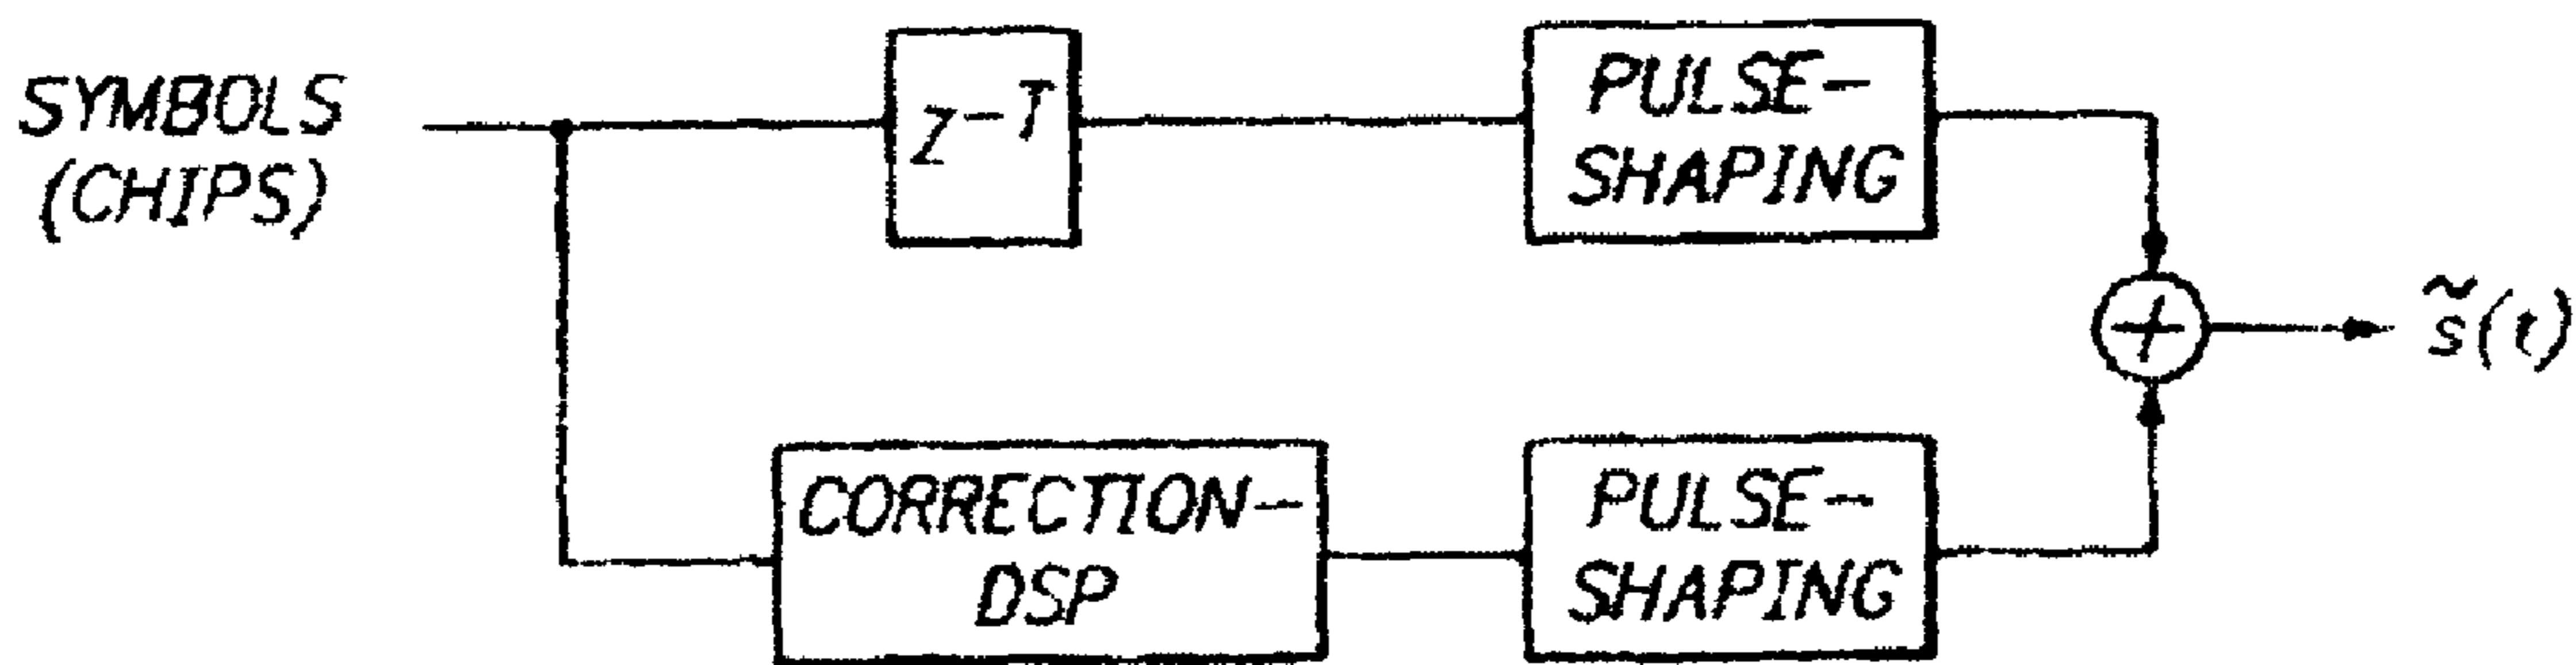 SYMBOLS
(CHIPS)
Z⁻ᵀ
PULSE-
SHAPING
+
s̃(t)
CORRECTION-
DSP
PULSE-
SHAPING